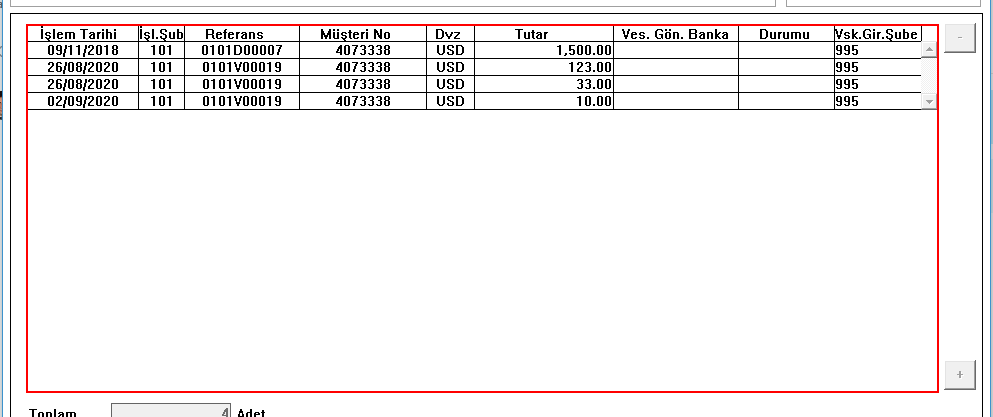 İşlem Tarihi İşl.Şub Referans Müşteri No Dvz Tutar Ves. Gön. Banka Durumu Vsk.Gir.Şube
09/11/2018 101 0101D00007 4073338 USD 1,500.00 995
26/08/2020 101 0101V00019 4073338 USD 123.00 995
26/08/2020 101 0101V00019 4073338 USD 33.00 995
02/09/2020 101 0101V00019 4073338 USD 10.00 995
-
+
Toplam 4 Adet